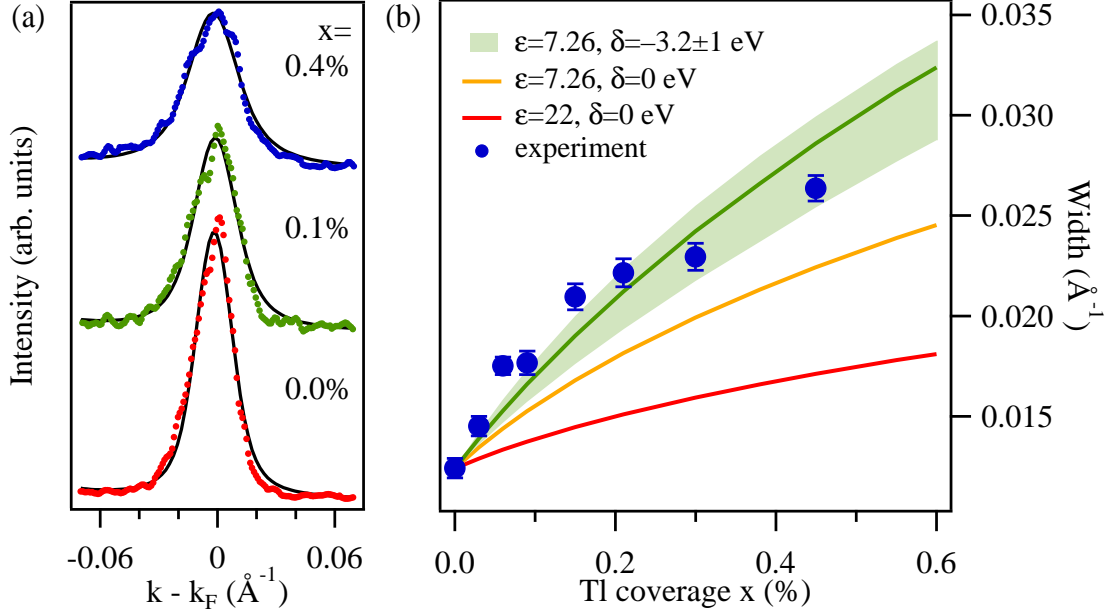 (a)
x=
0.4%
0.1%
0.0%
Intensity (arb. units)
-0.06
0
0.06
k - kF (Å-1)
(b)
ε=7.26, δ=–3.2±1 eV
ε=7.26, δ=0 eV
ε=22, δ=0 eV
experiment
0.035
0.030
0.025
0.020
0.015
Width (Å-1)
0.0
0.2
0.4
0.6
Tl coverage x (%)